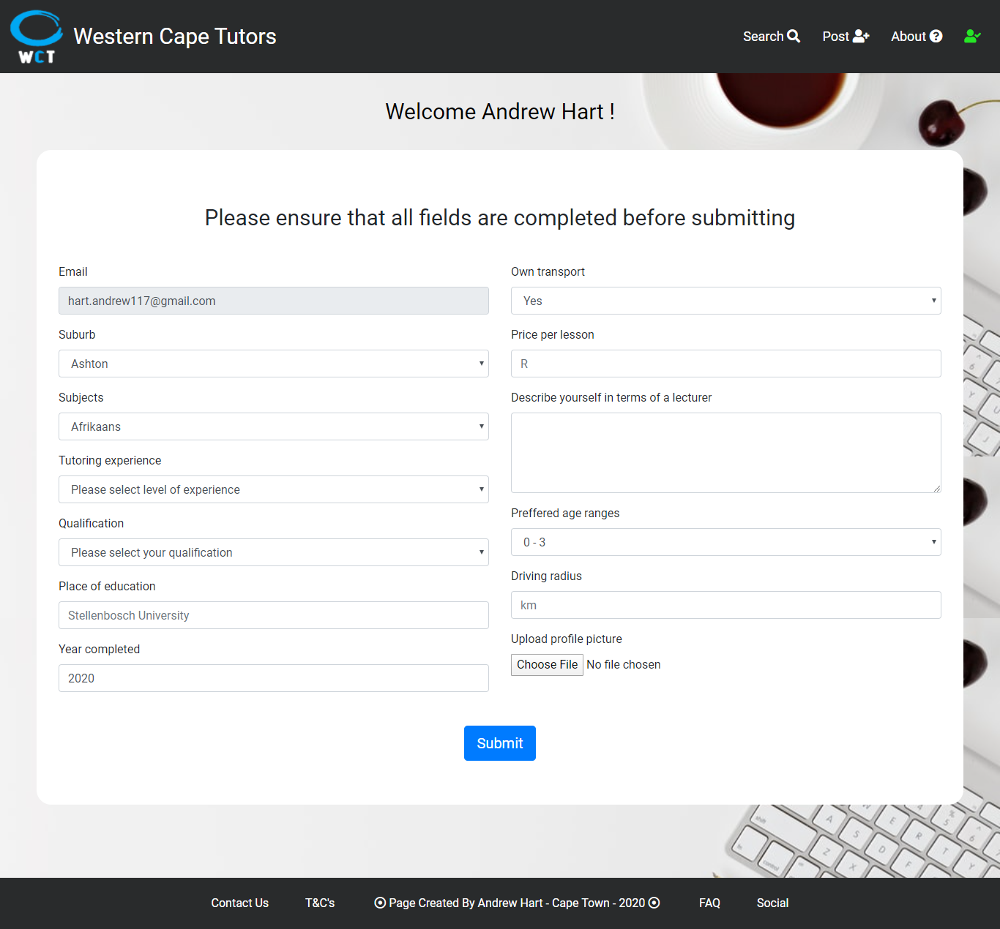 WCT
Western Cape Tutors
Search
Post
About
Welcome Andrew Hart !
Please ensure that all fields are completed before submitting
Email
hart.andrew117@gmail.com
Suburb
Ashton
Subjects
Afrikaans
Tutoring experience
Please select level of experience
Qualification
Please select your qualification
Place of education
Stellenbosch University
Year completed
2020
Own transport
Yes
Price per lesson
R
Describe yourself in terms of a lecturer
Preffered age ranges
0 - 3
Driving radius
km
Upload profile picture
Choose File No file chosen
Submit
Contact Us
T&C's
Page Created By Andrew Hart - Cape Town - 2020
FAQ
Social